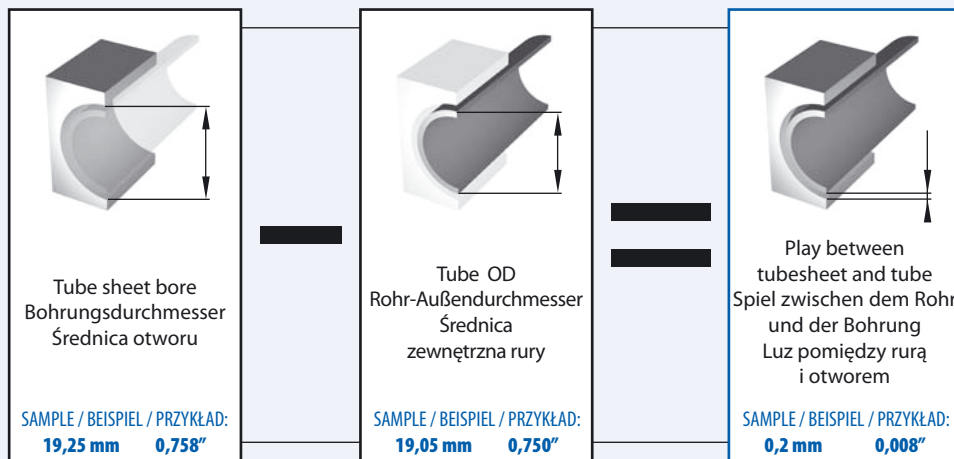 Tube sheet bore
Bohrungsdurchmesser
Średnica otworu
SAMPLE / BEISPIEL / PRZYKŁAD:
19,25 mm 0,758”
Tube OD
Rohr-Außendurchmesser
Średnica
zewnętrzna rury
SAMPLE / BEISPIEL / PRZYKŁAD:
19,05 mm 0,750”
Play between
tubesheet and tube
Spiel zwischen dem Rohr
und der Bohrung
Luz pomiędzy rurą
i otworem
SAMPLE / BEISPIEL / PRZYKŁAD:
0,2 mm 0,008”